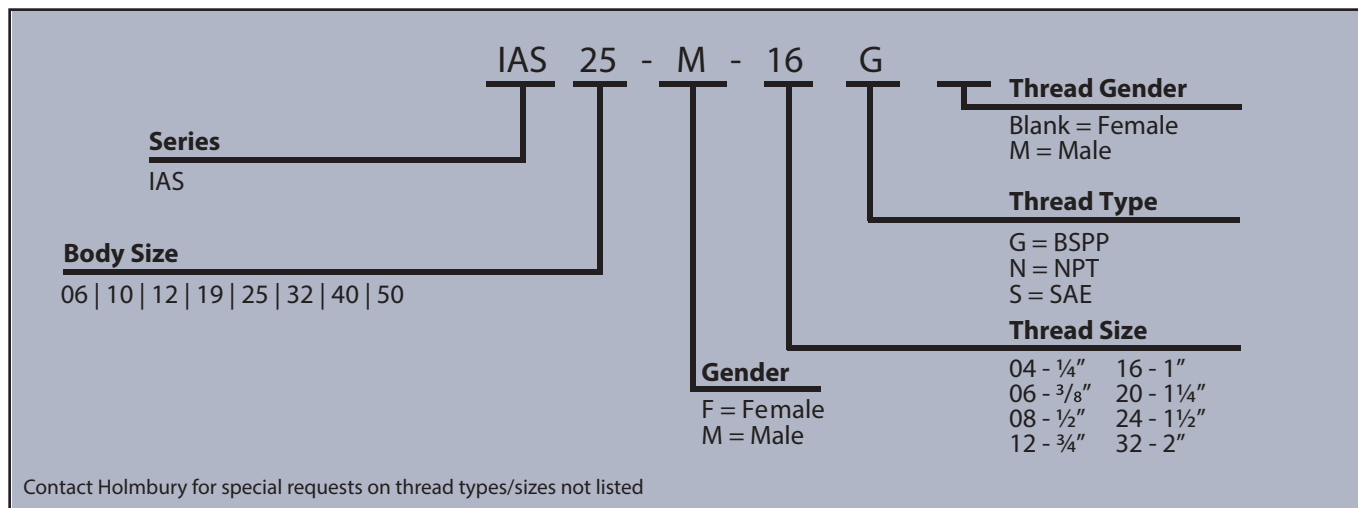 IAS 25 - M - 16 G
Thread Gender
Blank = Female
M = Male
Series
IAS
Thread Type
G = BSPP
N = NPT
S = SAE
Body Size
06 | 10 | 12 | 19 | 25 | 32 | 40 | 50
Thread Size
04 - ¼” 16 - 1”
06 - ³/₈” 20 - 1¼”
08 - ½” 24 - 1½”
12 - ¾” 32 - 2”
Gender
F = Female
M = Male
Contact Holmbury for special requests on thread types/sizes not listed